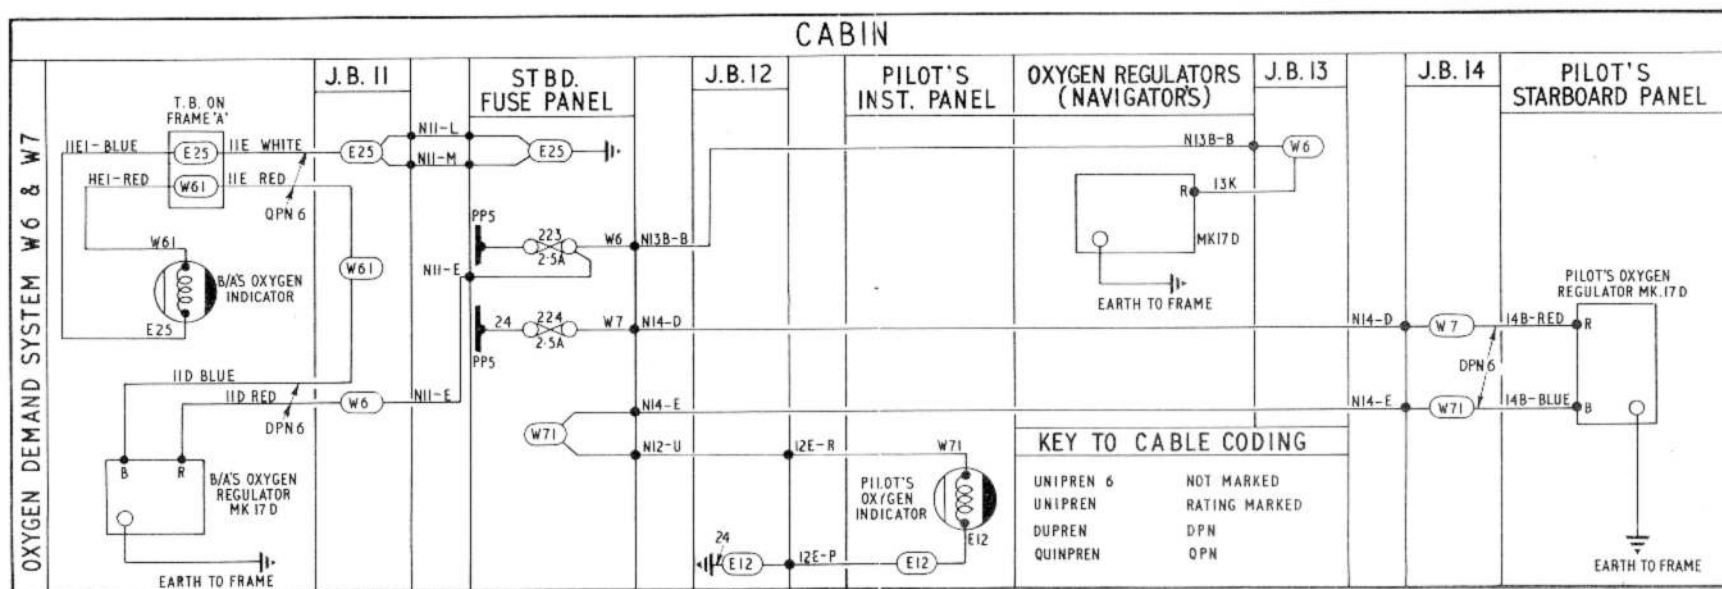 CABIN
OXYGEN DEMAND SYSTEM W6 & W7
J.B. 11
STBD.
FUSE PANEL
J.B.12
PILOT'S
INST. PANEL
OXYGEN REGULATORS
(NAVIGATOR'S)
J.B.13
J.B.14
PILOT'S
STARBOARD PANEL
T.B. ON
FRAME 'A'
11E1-BLUE
E25
11E WHITE
HE1-RED
W61
11E RED
QPN 6
W61
B/A'S OXYGEN
INDICATOR
E25
W61
11D BLUE
11D RED
DPN6
W6
B
R
B/A'S OXYGEN
REGULATOR
MK 17D
EARTH TO FRAME
E25
N11-L
N11-M
E25
N11-E
N11-E
PP5
223
2·5A
W6
N13B-B
24
224
2·5A
W7
N14-D
PP5
W71
N14-E
N12-U
12E-R
W71
PILOT'S
OXYGEN
INDICATOR
E12
24
E12
12E-P
E12
N13B-B
W6
R
13K
MK17D
EARTH TO FRAME
N14-D
W7
14B-RED
R
DPN 6
N14-E
W71
14B-BLUE
B
PILOT'S OXYGEN
REGULATOR MK.17D
EARTH TO FRAME
KEY TO CABLE CODING
UNIPREN 6 NOT MARKED
UNIPREN RATING MARKED
DUPREN DPN
QUINPREN QPN